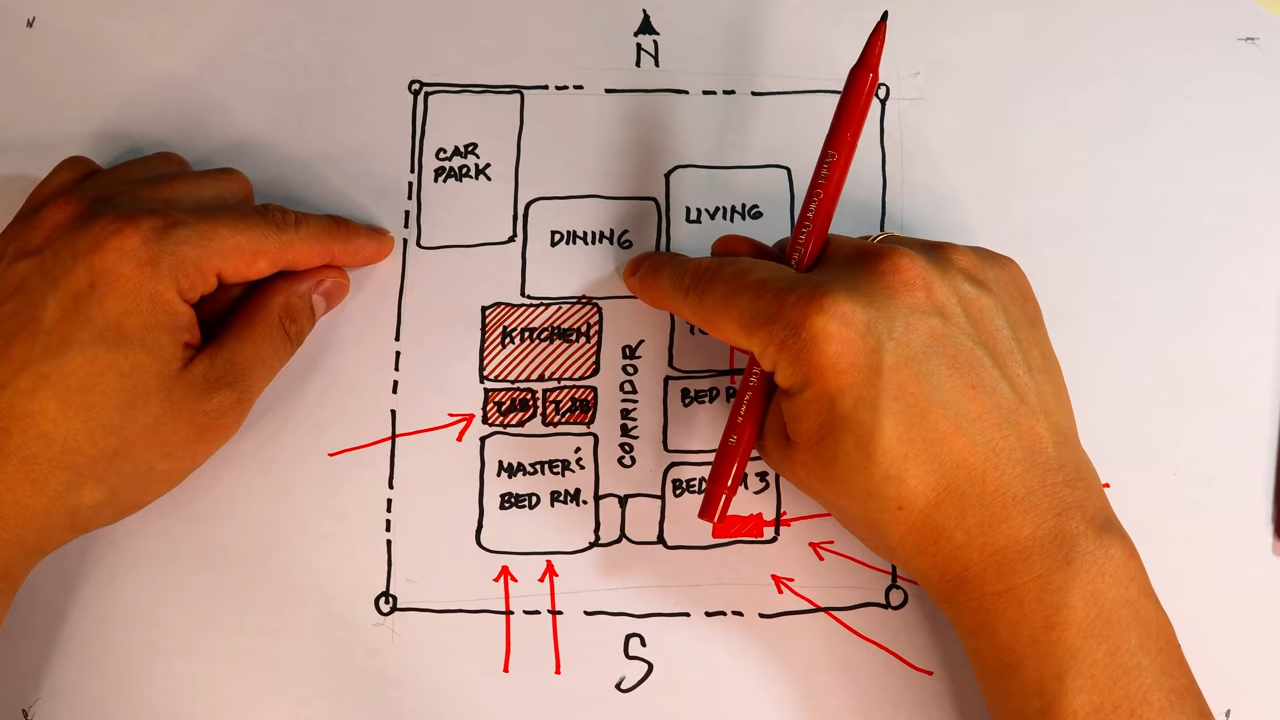 N
CAR
PARK
LIVING
DINING
KITCHEN
T&B T&B
CORRIDOR
MASTER'S
BED RM.
S